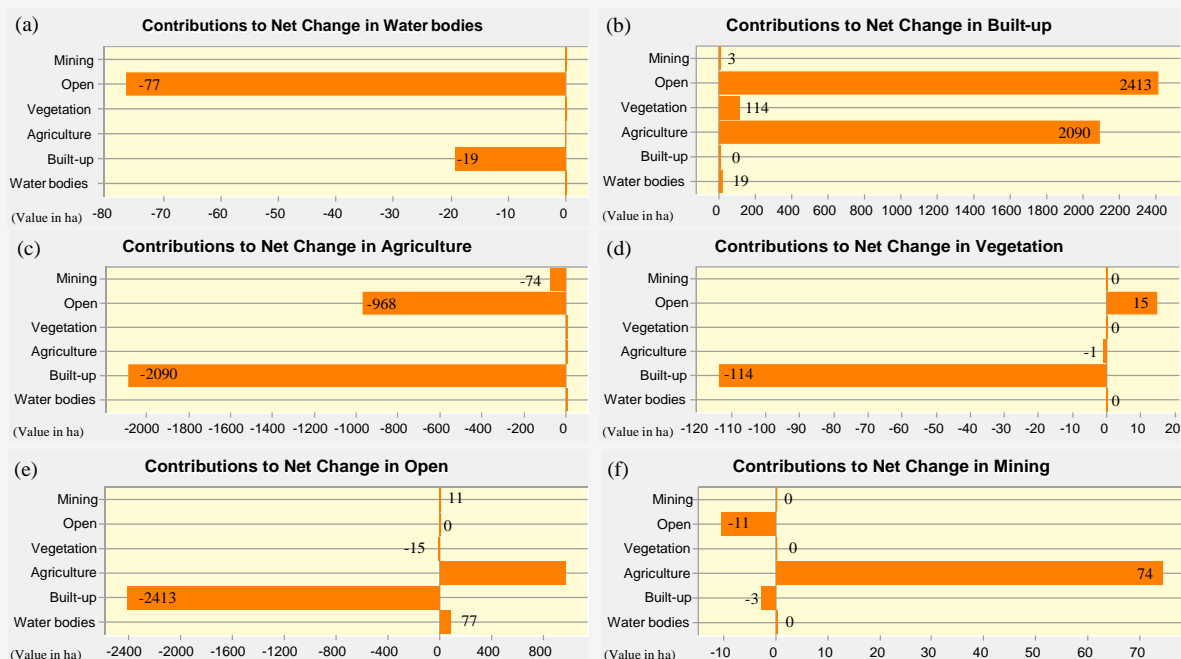 (a)
Contributions to Net Change in Water bodies
Mining
Open
-77
Vegetation
Agriculture
Built-up
-19
Water bodies
(Value in ha)
-80 -70 -60 -50 -40 -30 -20 -10 0
(b)
Contributions to Net Change in Built-up
Mining
3
Open
2413
Vegetation
114
Agriculture
2090
Built-up
0
Water bodies
19
(Value in ha)
0 200 400 600 800 1000 1200 1400 1600 1800 2000 2200 2400
(c)
Contributions to Net Change in Agriculture
Mining
-74
Open
-968
Vegetation
Agriculture
Built-up
-2090
Water bodies
(Value in ha)
-2000 -1800 -1600 -1400 -1200 -1000 -800 -600 -400 -200 0
(d)
Contributions to Net Change in Vegetation
Mining
0
Open
15
Vegetation
0
Agriculture
-1
Built-up
-114
Water bodies
0
(Value in ha)
-120 -110 -100 -90 -80 -70 -60 -50 -40 -30 -20 -10 0 10 20
(e)
Contributions to Net Change in Open
Mining
11
Open
0
Vegetation
-15
Agriculture
Built-up
-2413
Water bodies
77
(Value in ha)
-2400 -2000 -1800 -1600 -1200 -1000 -800 -400 -200 0 200 400 800
(f)
Contributions to Net Change in Mining
Mining
0
Open
-11
Vegetation
0
Agriculture
74
Built-up
-3
Water bodies
0
(Value in ha)
-10 0 10 20 30 40 50 60 70